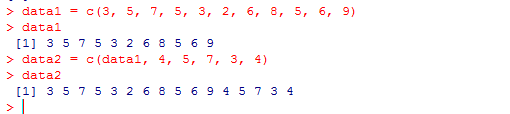 > data1 = c(3, 5, 7, 5, 3, 2, 6, 8, 5, 6, 9)
> data1
[1] 3 5 7 5 3 2 6 8 5 6 9
> data2 = c(data1, 4, 5, 7, 3, 4)
> data2
[1] 3 5 7 5 3 2 6 8 5 6 9 4 5 7 3 4
>